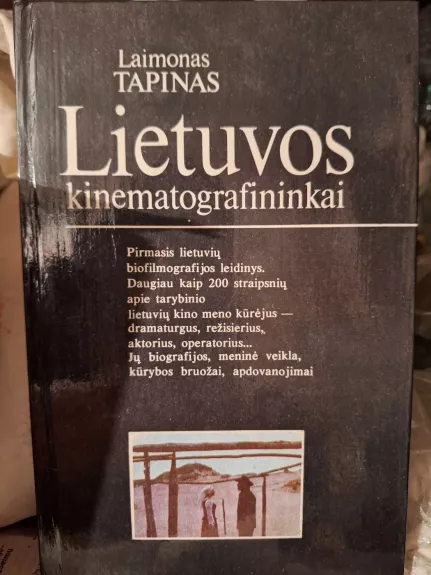 Laimonas
TAPINAS
Lietuvos
kinematografininkai
Pirmasis lietuvių
biofilmografijos leidinys.
Daugiau kaip 200 straipsnių
apie tarybinio
lietuvių kino meno kūrėjus —
dramaturgus, režisierius,
aktorius, operatorius...
Jų biografijos, meninė veikla,
kūrybos bruožai, apdovanojimai